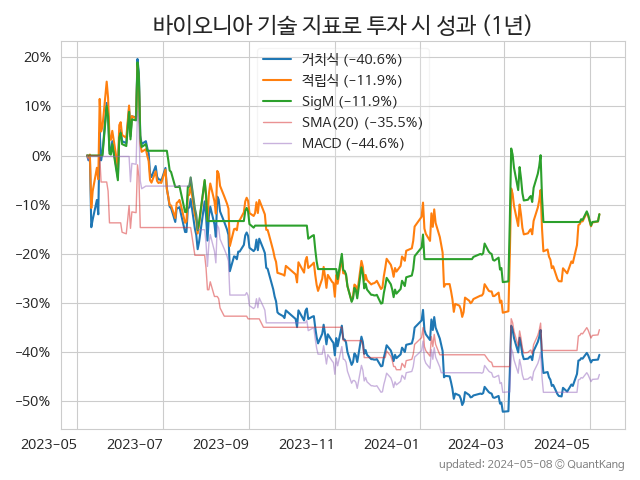 바이오니아 기술 지표로 투자 시 성과 (1년)
거치식 (−40.6%)
적립식 (−11.9%)
SigM (−11.9%)
SMA(20) (−35.5%)
MACD (−44.6%)
20%
10%
0%
−10%
−20%
−30%
−40%
−50%
2023−05 2023−07 2023−09 2023−11 2024−01 2024−03 2024−05
updated: 2024-05-08 © QuantKang